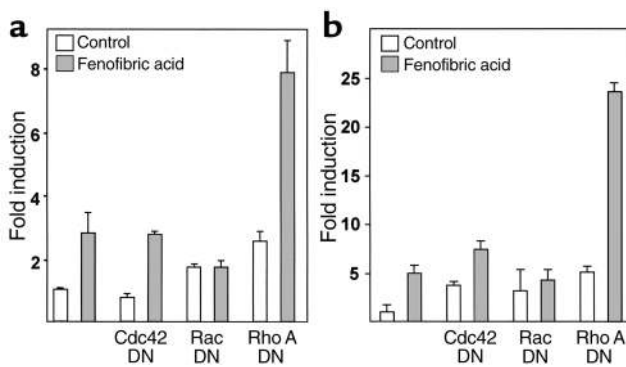 a
Control
Fenofibric acid
8
6
4
2
Fold induction
Cdc42 DN
Rac DN
Rho A DN
b
Control
Fenofibric acid
25
20
15
10
5
Fold induction
Cdc42 DN
Rac DN
Rho A DN